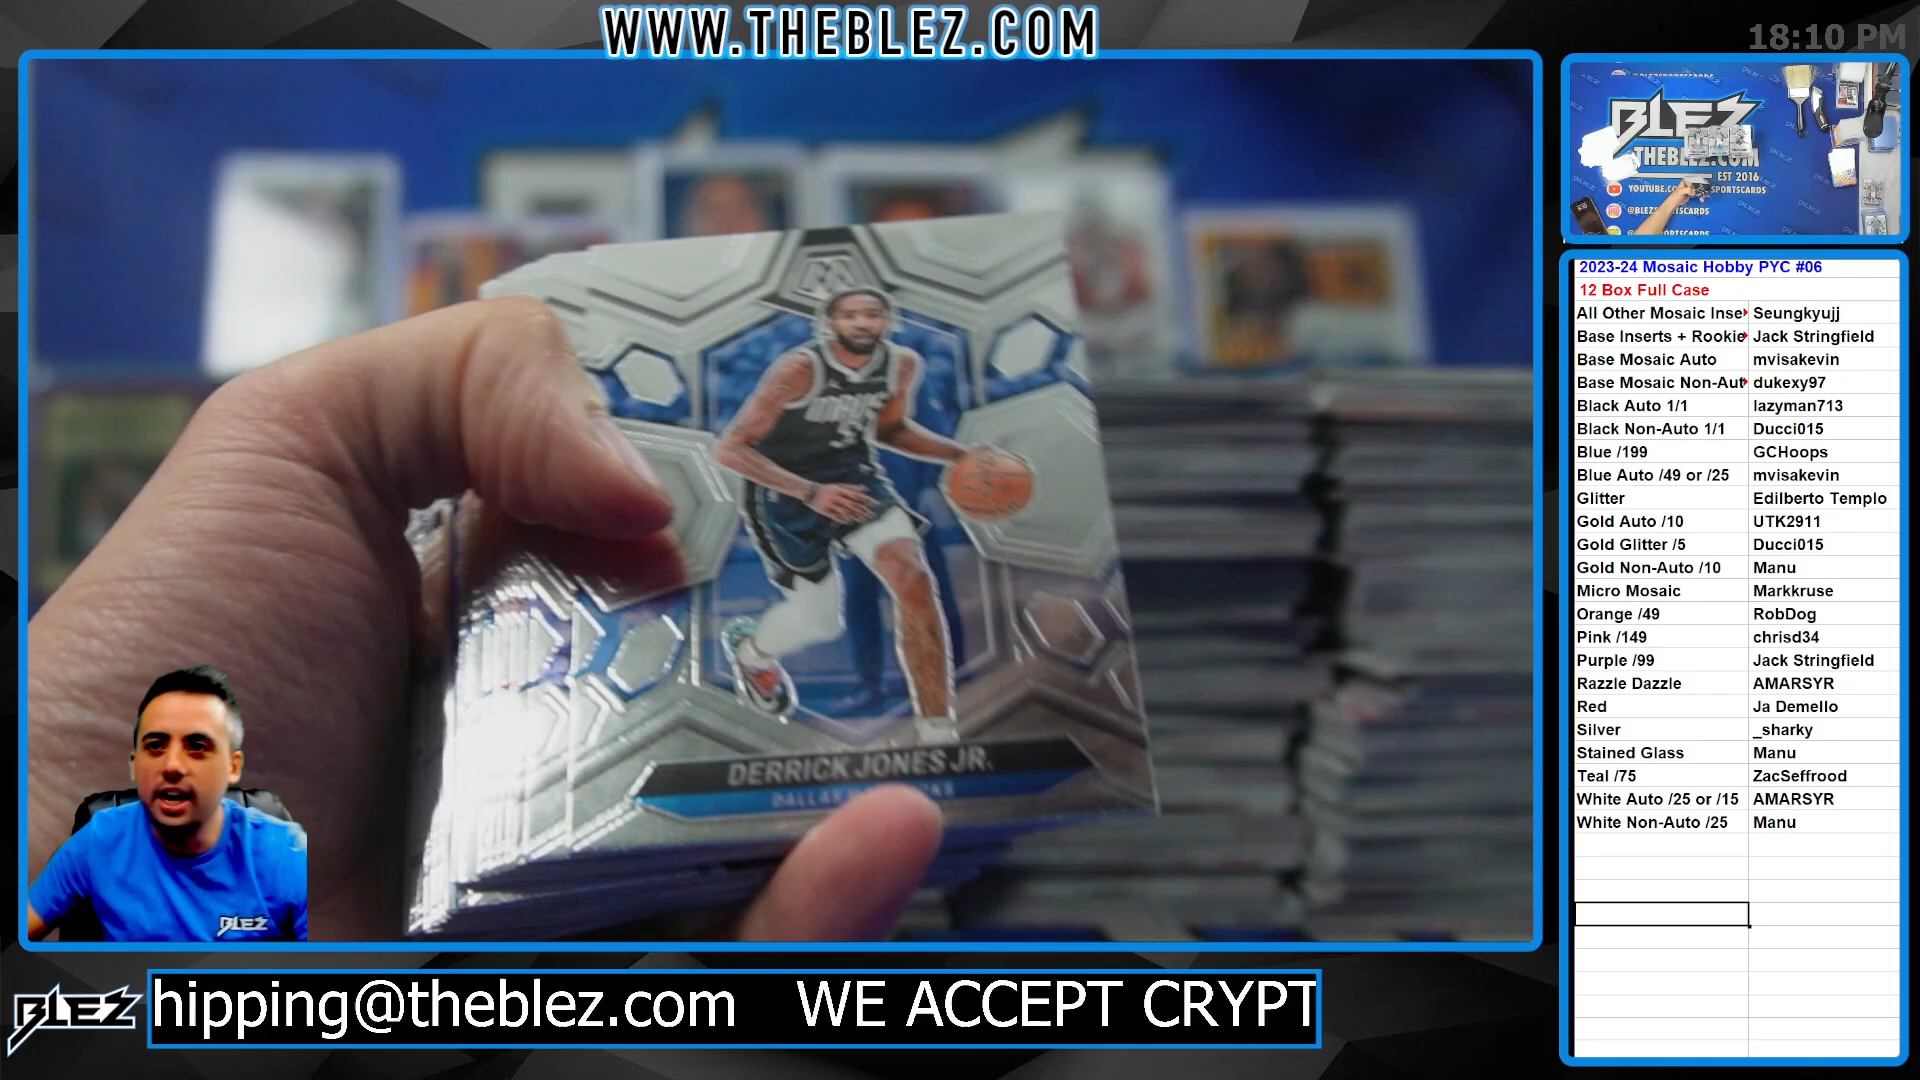 WWW.THEBLEZ.COM
18:10 PM
BLEZ
THEBLEZ.COM
EST 2016
DERRICK JONES JR.
BLEZ
2023-24 Mosaic Hobby PYC #06
12 Box Full Case
All Other Mosaic Inse Seungkyujj
Base Inserts + Rookie Jack Stringfield
Base Mosaic Auto mvisakevin
Base Mosaic Non-Aut dukexy97
Black Auto 1/1 lazyman713
Black Non-Auto 1/1 Ducci015
Blue /199 GCHoops
Blue Auto /49 or /25 mvisakevin
Glitter Edilberto Templo
Gold Auto /10 UTK2911
Gold Glitter /5 Ducci015
Gold Non-Auto /10 Manu
Micro Mosaic Markkruse
Orange /49 RobDog
Pink /149 chrisd34
Purple /99 Jack Stringfield
Razzle Dazzle AMARSYR
Red Ja Demello
Silver _sharky
Stained Glass Manu
Teal /75 ZacSeffrood
White Auto /25 or /15 AMARSYR
White Non-Auto /25 Manu
BLEZ
hipping@theblez.com WE ACCEPT CRYPT